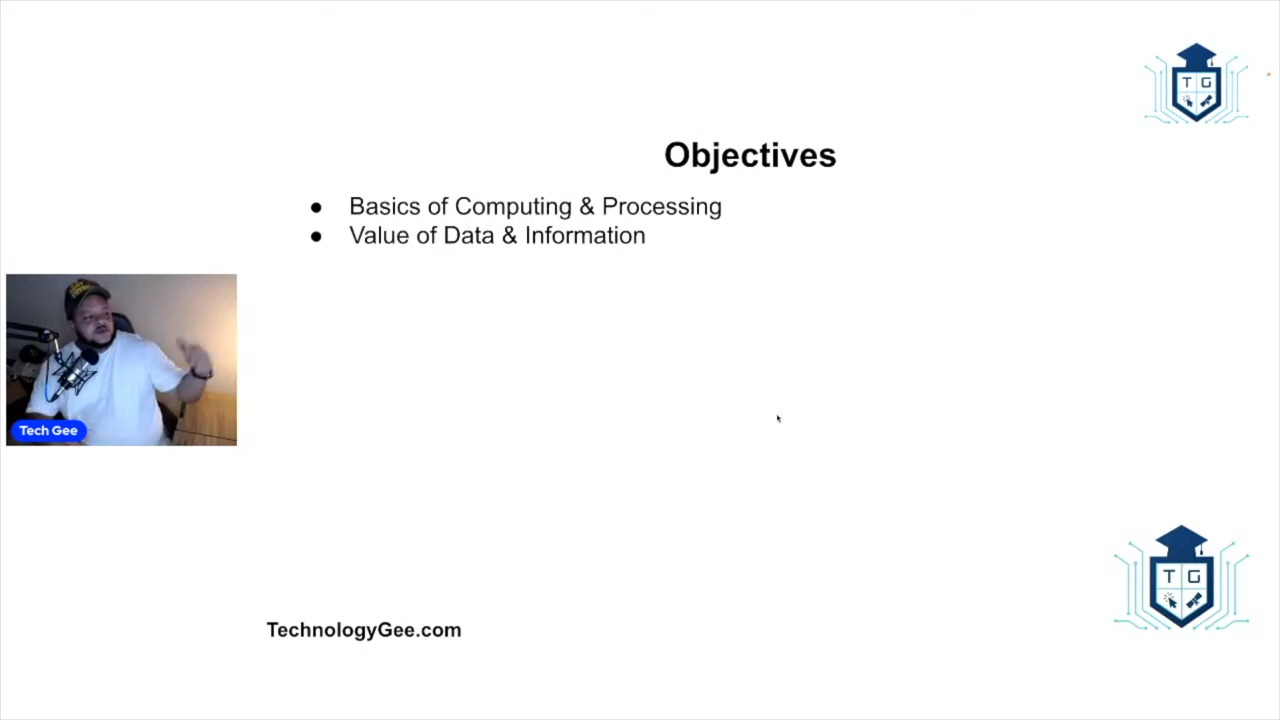 T G
Objectives
● Basics of Computing & Processing
● Value of Data & Information
Tech Gee
T G
TechnologyGee.com